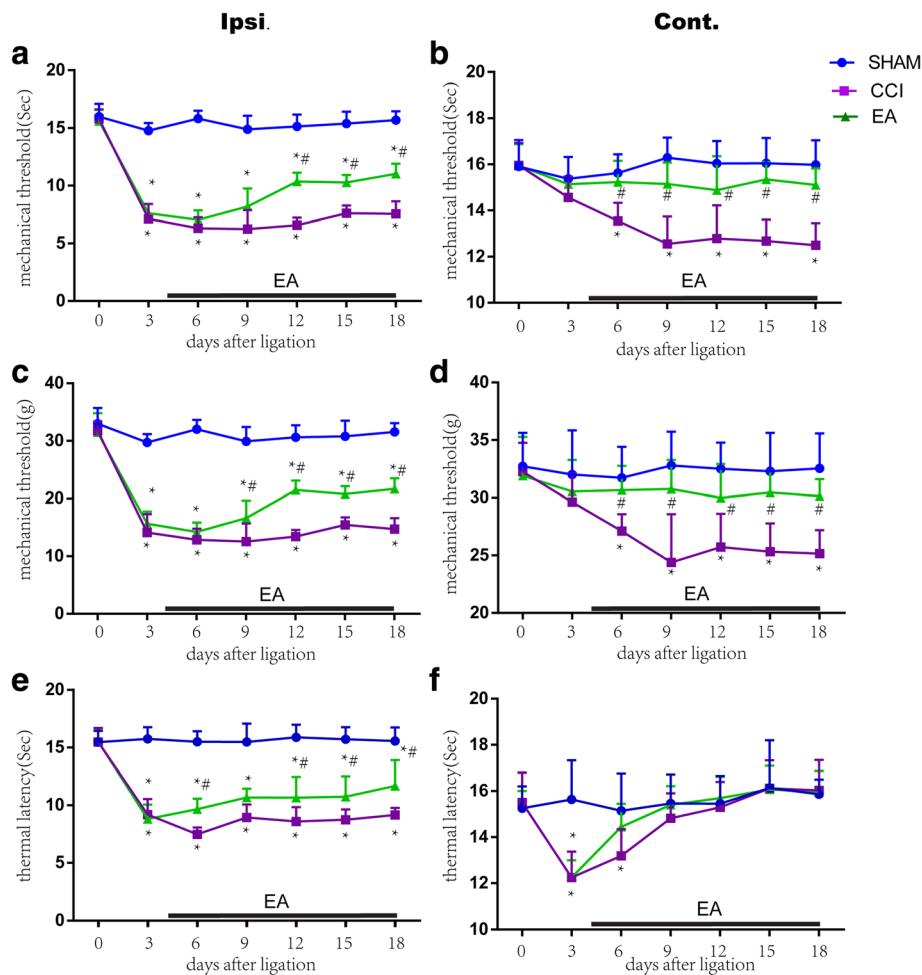 Ipsi.
Cont.
SHAM
CCI
EA
a
mechanical threshold(Sec)
20
15
10
5
0
* * * *# *# *#
* * * * * *
EA
0 3 6 9 12 15 18
days after ligation
b
mechanical threshold(Sec)
20
18
16
14
12
10
# # # # #
* * * * *
EA
0 3 6 9 12 15 18
days after ligation
c
mechanical threshold(g)
40
30
20
10
0
* * *# *# *# *#
* * * * * *
EA
0 3 6 9 12 15 18
days after ligation
d
mechanical threshold(g)
40
35
30
25
20
# # # # #
* * * * *
EA
0 3 6 9 12 15 18
days after ligation
e
thermal latency(Sec)
20
15
10
5
0
* *# * *# *# *#
* * * * * *
EA
0 3 6 9 12 15 18
days after ligation
f
thermal latency(Sec)
20
18
16
14
12
10
*
* *
EA
0 3 6 9 12 15 18
days after ligation